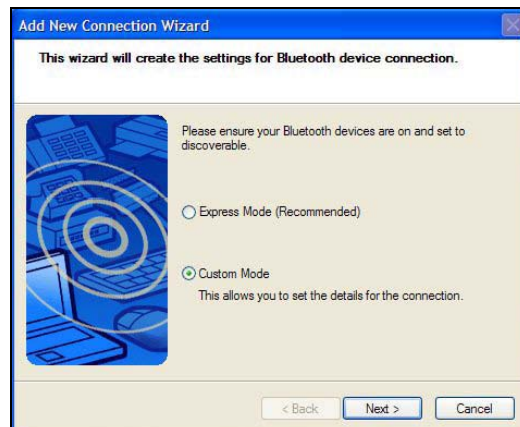 Add New Connection Wizard
This wizard will create the settings for Bluetooth device connection.
Please ensure your Bluetooth devices are on and set to
discoverable.
Express Mode (Recommended)
Custom Mode
This allows you to set the details for the connection.
< Back
Next >
Cancel